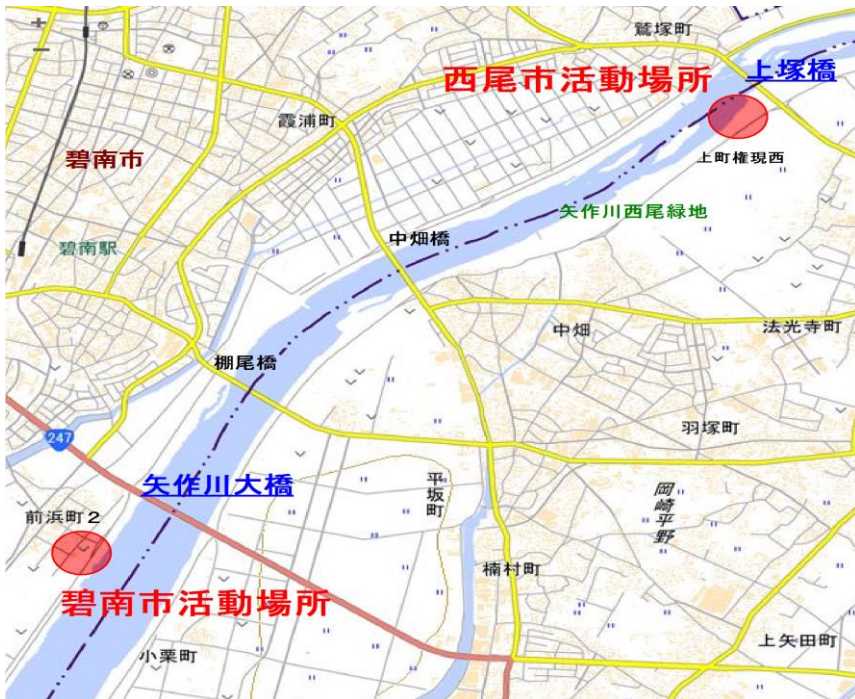 鷲塚町
西尾市活動場所
上塚橋
霞浦町
碧南市
上町権現西
矢作川西尾緑地
碧南駅
中畑橋
中畑
法光寺町
棚尾橋
羽塚町
247
矢作川大橋
平坂町
岡崎平野
前浜町2
楠村町
碧南市活動場所
小栗町
上矢田町